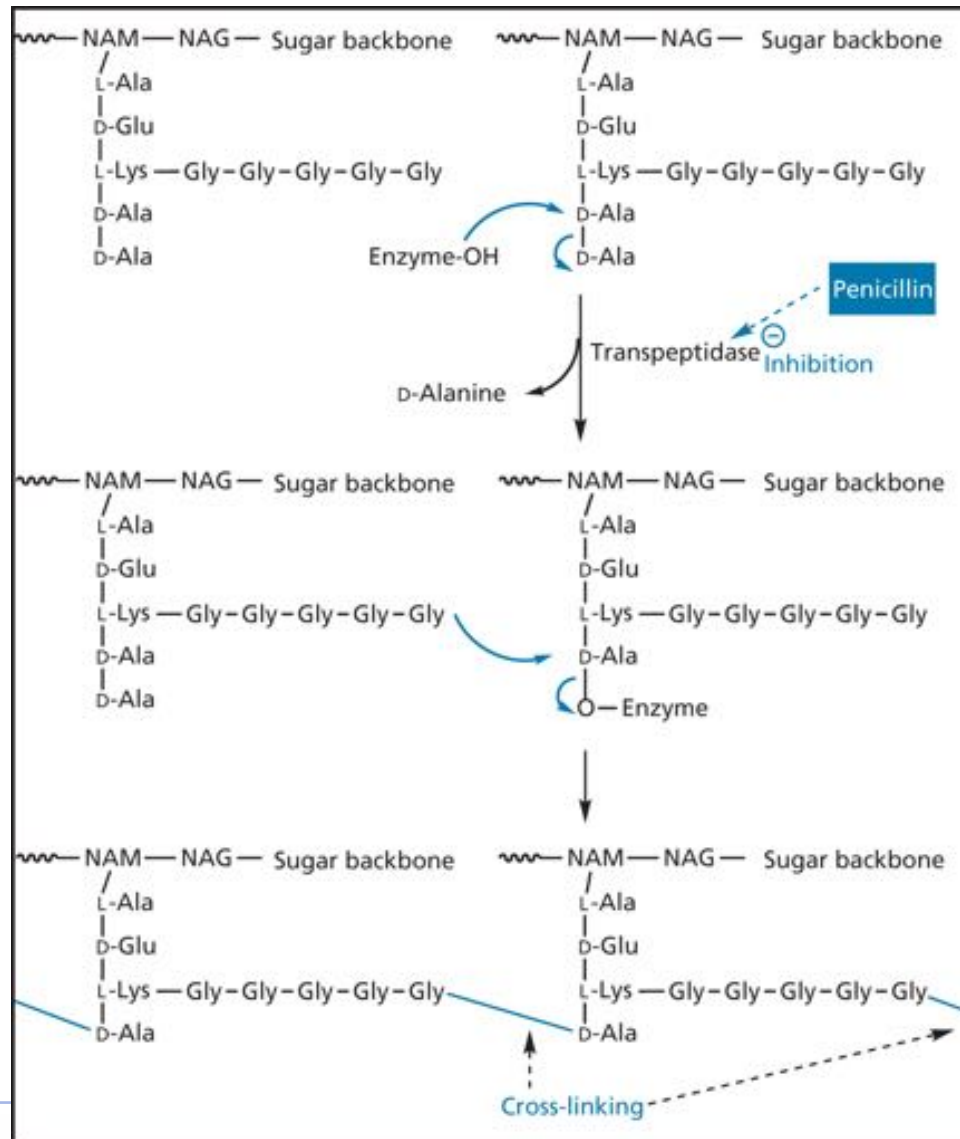 NAM — NAG — Sugar backbone
L-Ala
D-Glu
L-Lys — Gly – Gly – Gly – Gly – Gly
D-Ala
D-Ala
NAM — NAG — Sugar backbone
L-Ala
D-Glu
L-Lys — Gly – Gly – Gly – Gly – Gly
D-Ala
D-Ala
Enzyme-OH
Penicillin
Transpeptidase
−
Inhibition
D-Alanine
NAM — NAG — Sugar backbone
L-Ala
D-Glu
L-Lys — Gly – Gly – Gly – Gly – Gly
D-Ala
D-Ala
NAM — NAG — Sugar backbone
L-Ala
D-Glu
L-Lys — Gly – Gly – Gly – Gly – Gly
D-Ala
O — Enzyme
NAM — NAG — Sugar backbone
L-Ala
D-Glu
L-Lys — Gly – Gly – Gly – Gly – Gly
D-Ala
NAM — NAG — Sugar backbone
L-Ala
D-Glu
L-Lys — Gly – Gly – Gly – Gly – Gly
D-Ala
Cross-linking